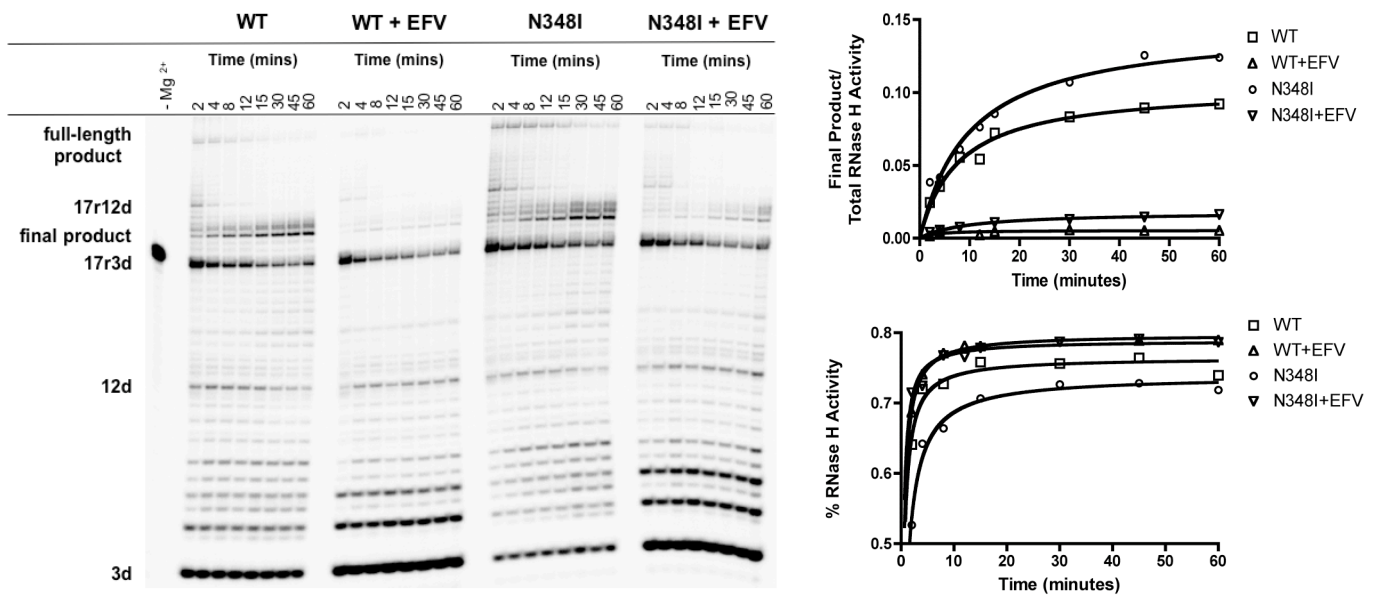 WT WT + EFV N348I N348I + EFV
Time (mins) Time (mins) Time (mins) Time (mins)
- Mg 2+ 2 4 8 12 15 30 45 60 2 4 8 12 15 30 45 60 2 4 8 12 15 30 45 60 2 4 8 12 15 30 45 60
full-length
product
17r12d
final product
17r3d
12d
3d
Final Product/
Total RNase H Activity
0.15
0.10
0.05
0.00
0 10 20 30 40 50 60
Time (minutes)
WT
WT+EFV
N348I
N348I+EFV
% RNase H Activity
0.8
0.7
0.6
0.5
0 10 20 30 40 50 60
Time (minutes)
WT
WT+EFV
N348I
N348I+EFV